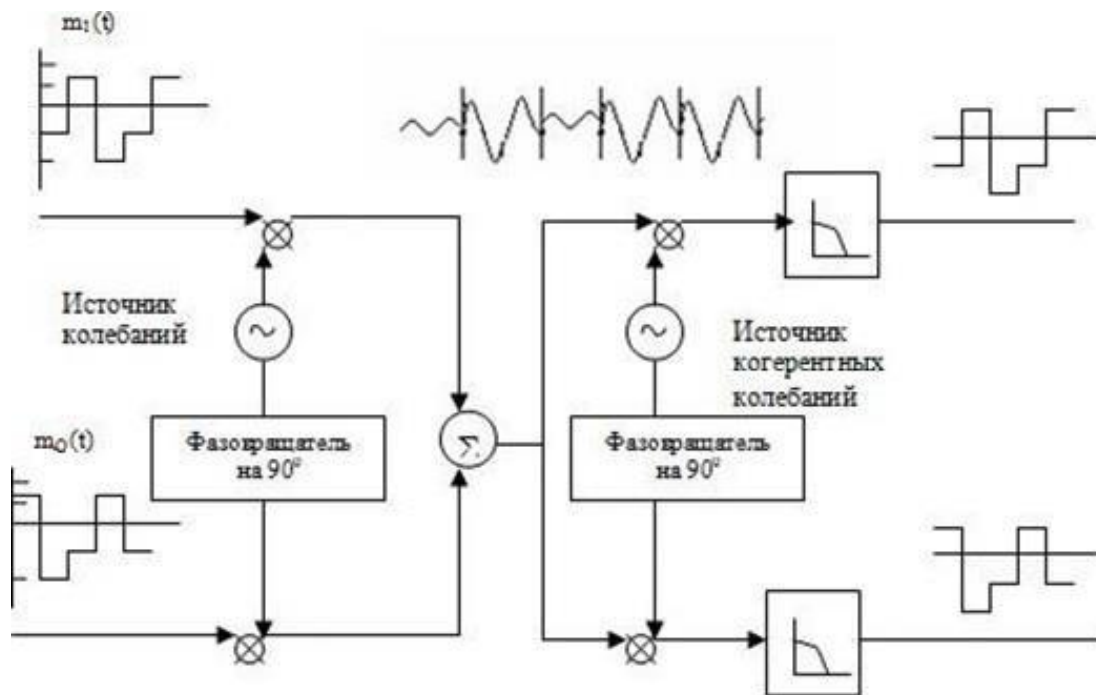 m₁(t)
Источник
колебаний
Источник
когерентных
колебаний
Фазовращатель
на 90°
Фазовращатель
на 90°
m_Q(t)
Σ